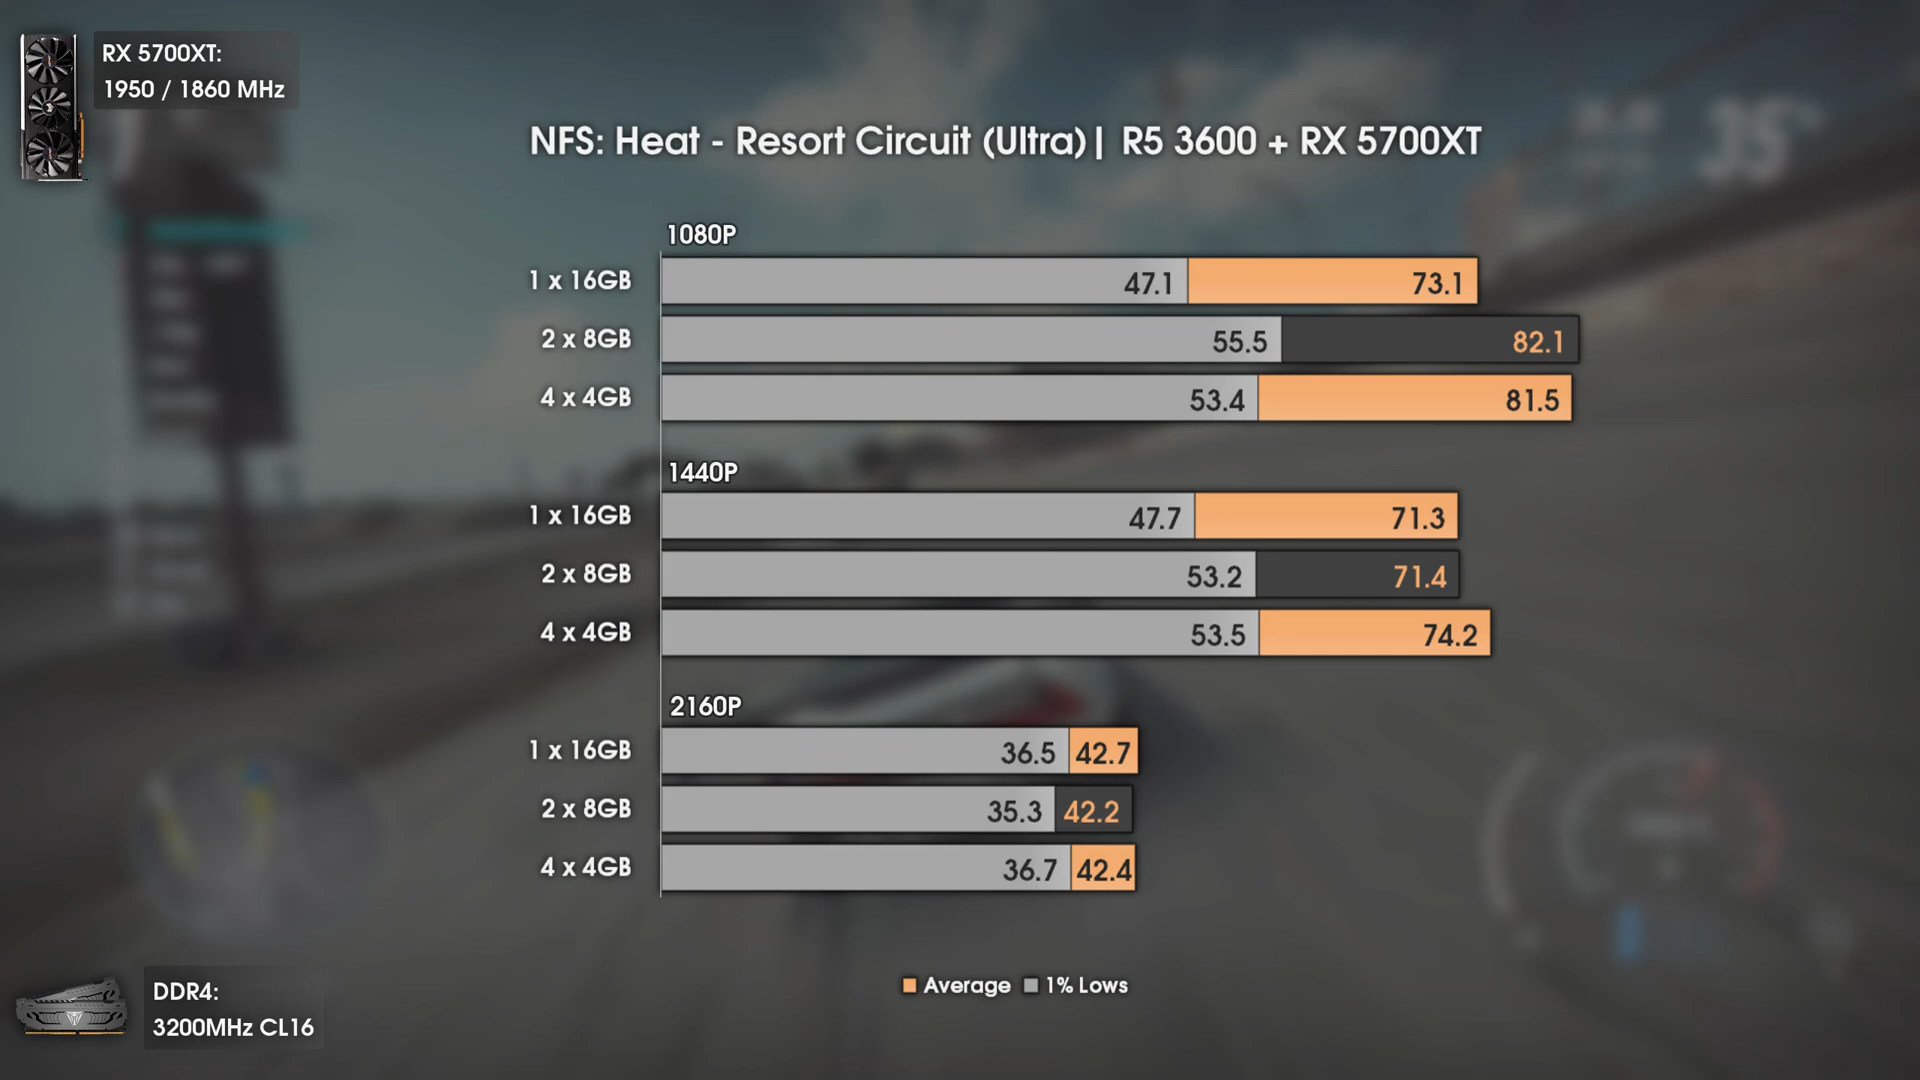 RX 5700XT:
1950 / 1860 MHz
NFS: Heat - Resort Circuit (Ultra)| R5 3600 + RX 5700XT
1080P
1 x 16GB 47.1 73.1
2 x 8GB 55.5 82.1
4 x 4GB 53.4 81.5
1440P
1 x 16GB 47.7 71.3
2 x 8GB 53.2 71.4
4 x 4GB 53.5 74.2
2160P
1 x 16GB 36.5 42.7
2 x 8GB 35.3 42.2
4 x 4GB 36.7 42.4
Average 1% Lows
DDR4:
3200MHz CL16